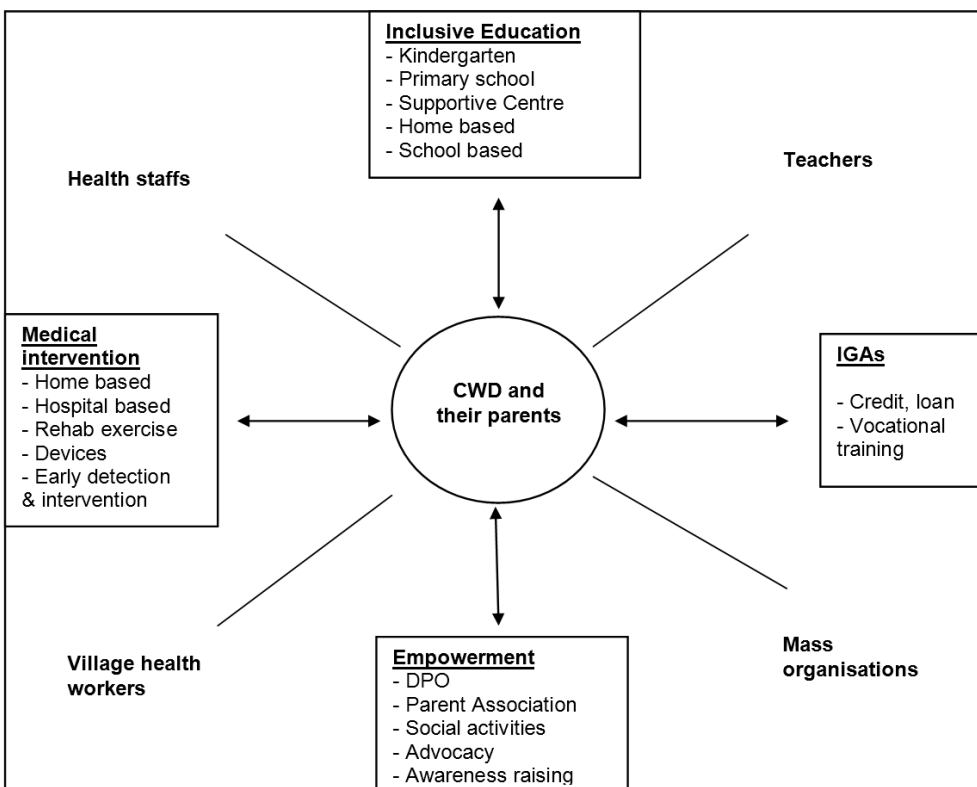 Inclusive Education
- Kindergarten
- Primary school
- Supportive Centre
- Home based
- School based
Health staffs
Teachers
Medical
intervention
- Home based
- Hospital based
- Rehab exercise
- Devices
- Early detection
& intervention
CWD and
their parents
IGAs
- Credit, loan
- Vocational
training
Village health
workers
Empowerment
- DPO
- Parent Association
- Social activities
- Advocacy
- Awareness raising
Mass
organisations